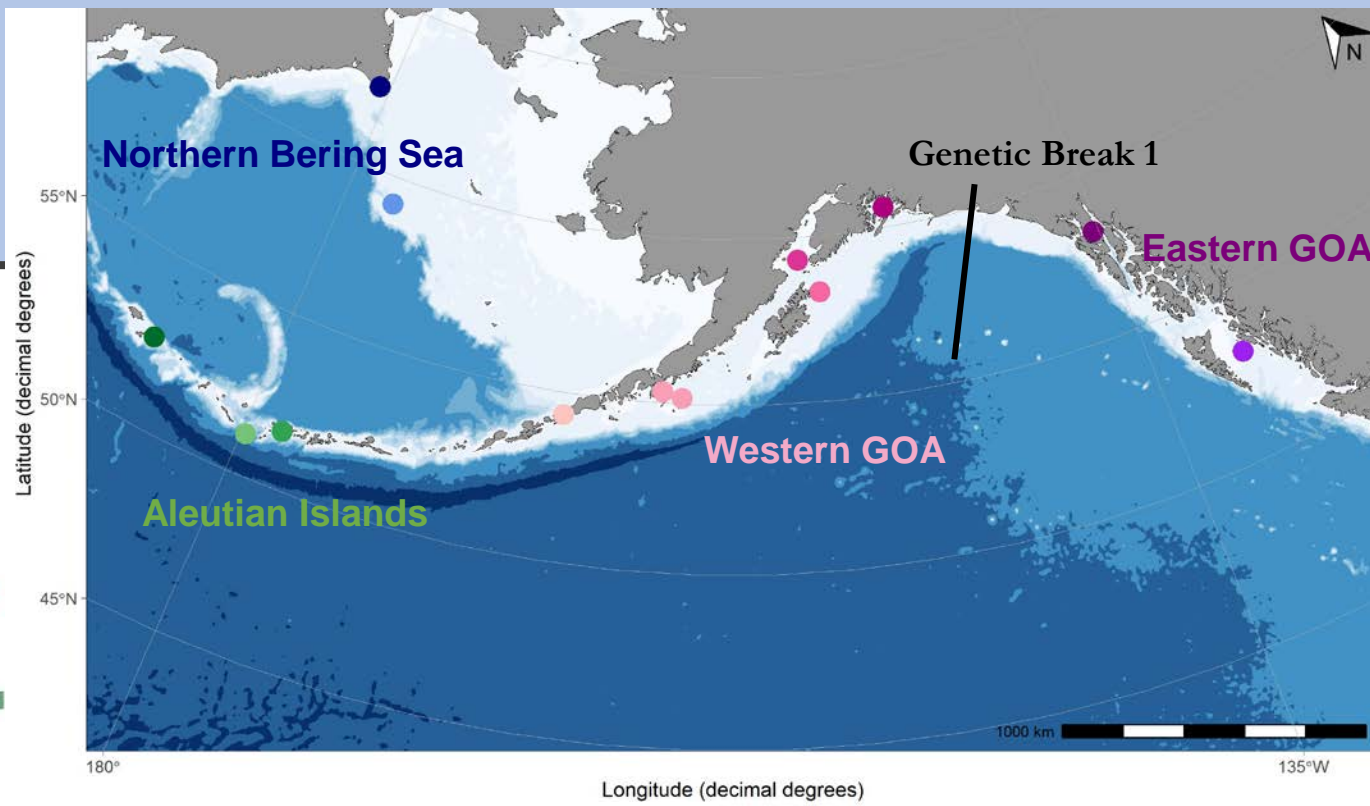 N
Northern Bering Sea
Genetic Break 1
55°N
Eastern GOA
Latitude (decimal degrees)
50°N
Western GOA
Aleutian Islands
45°N
1000 km
180°
135°W
Longitude (decimal degrees)